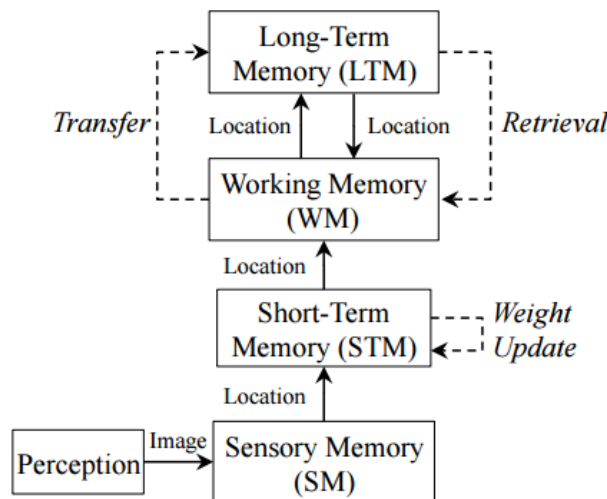 Long-Term
Memory (LTM)
Transfer
Location
Location
Retrieval
Working Memory
(WM)
Location
Short-Term
Memory (STM)
Weight
Update
Location
Perception
Image
Sensory Memory
(SM)